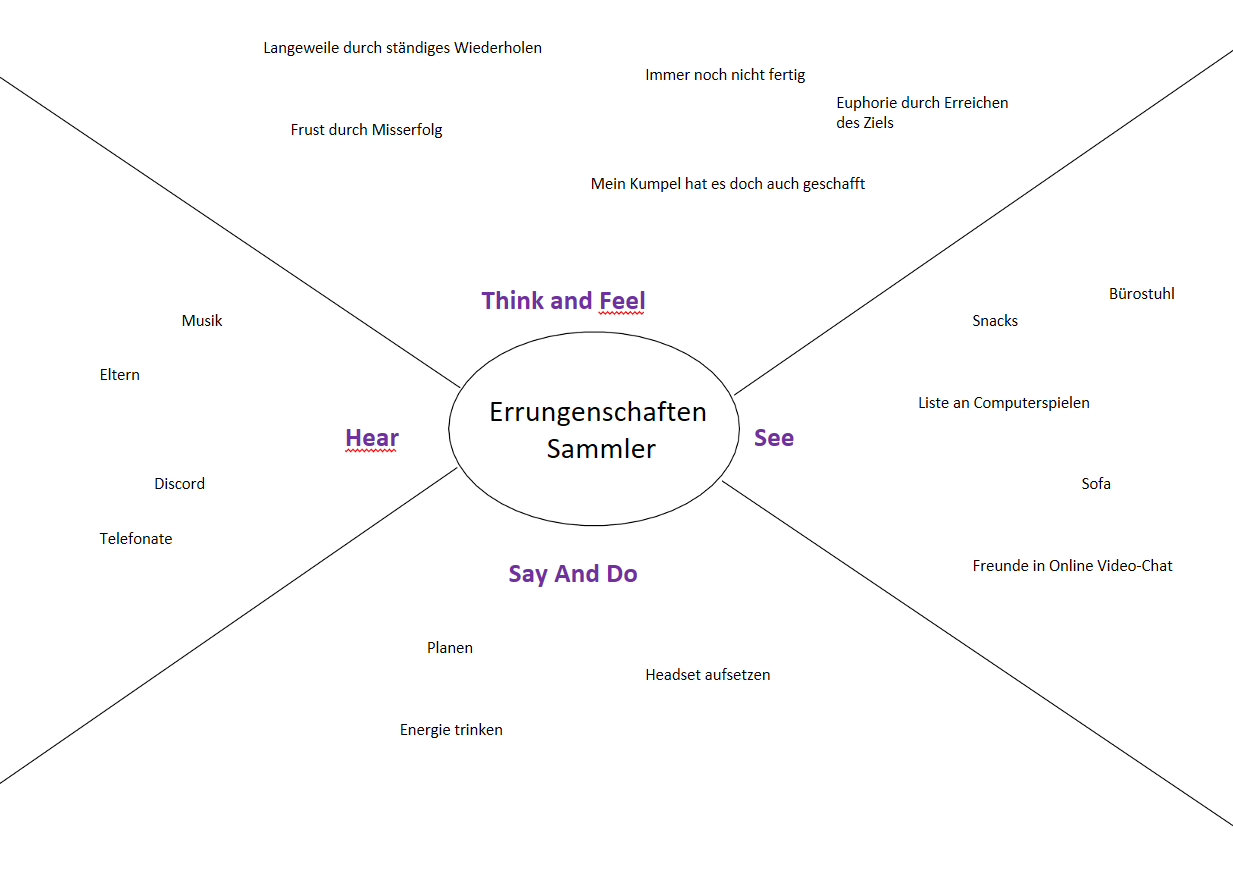 Langeweile durch ständiges Wiederholen
Immer noch nicht fertig
Euphorie durch Erreichen
des Ziels
Frust durch Misserfolg
Mein Kumpel hat es doch auch geschafft
Think and Feel
Musik
Eltern
Hear
Discord
Telefonate
Errungenschaften
Sammler
See
Bürostuhl
Snacks
Liste an Computerspielen
Sofa
Freunde in Online Video-Chat
Say And Do
Planen
Headset aufsetzen
Energie trinken